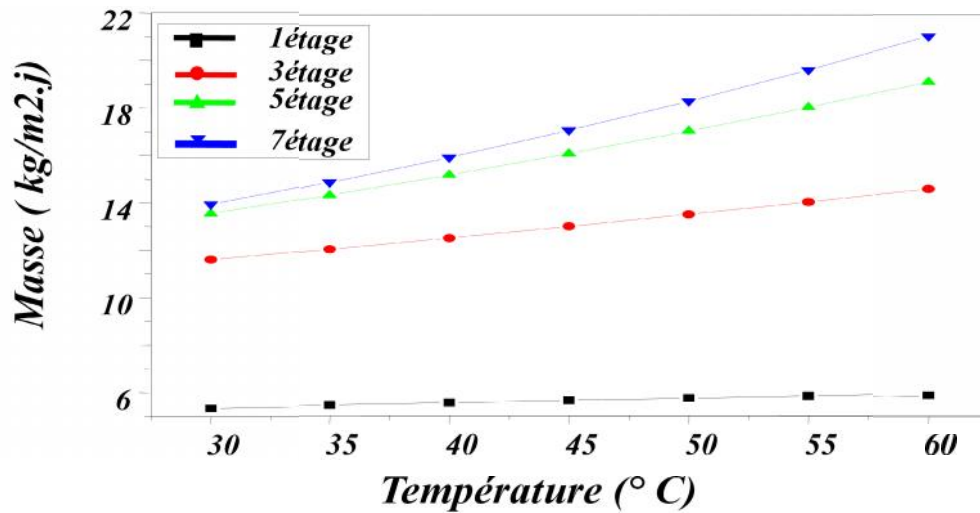 22
18
14
10
6
Masse ( kg/m2.j)
1étage
3étage
5étage
7étage
30 35 40 45 50 55 60
Température (° C)